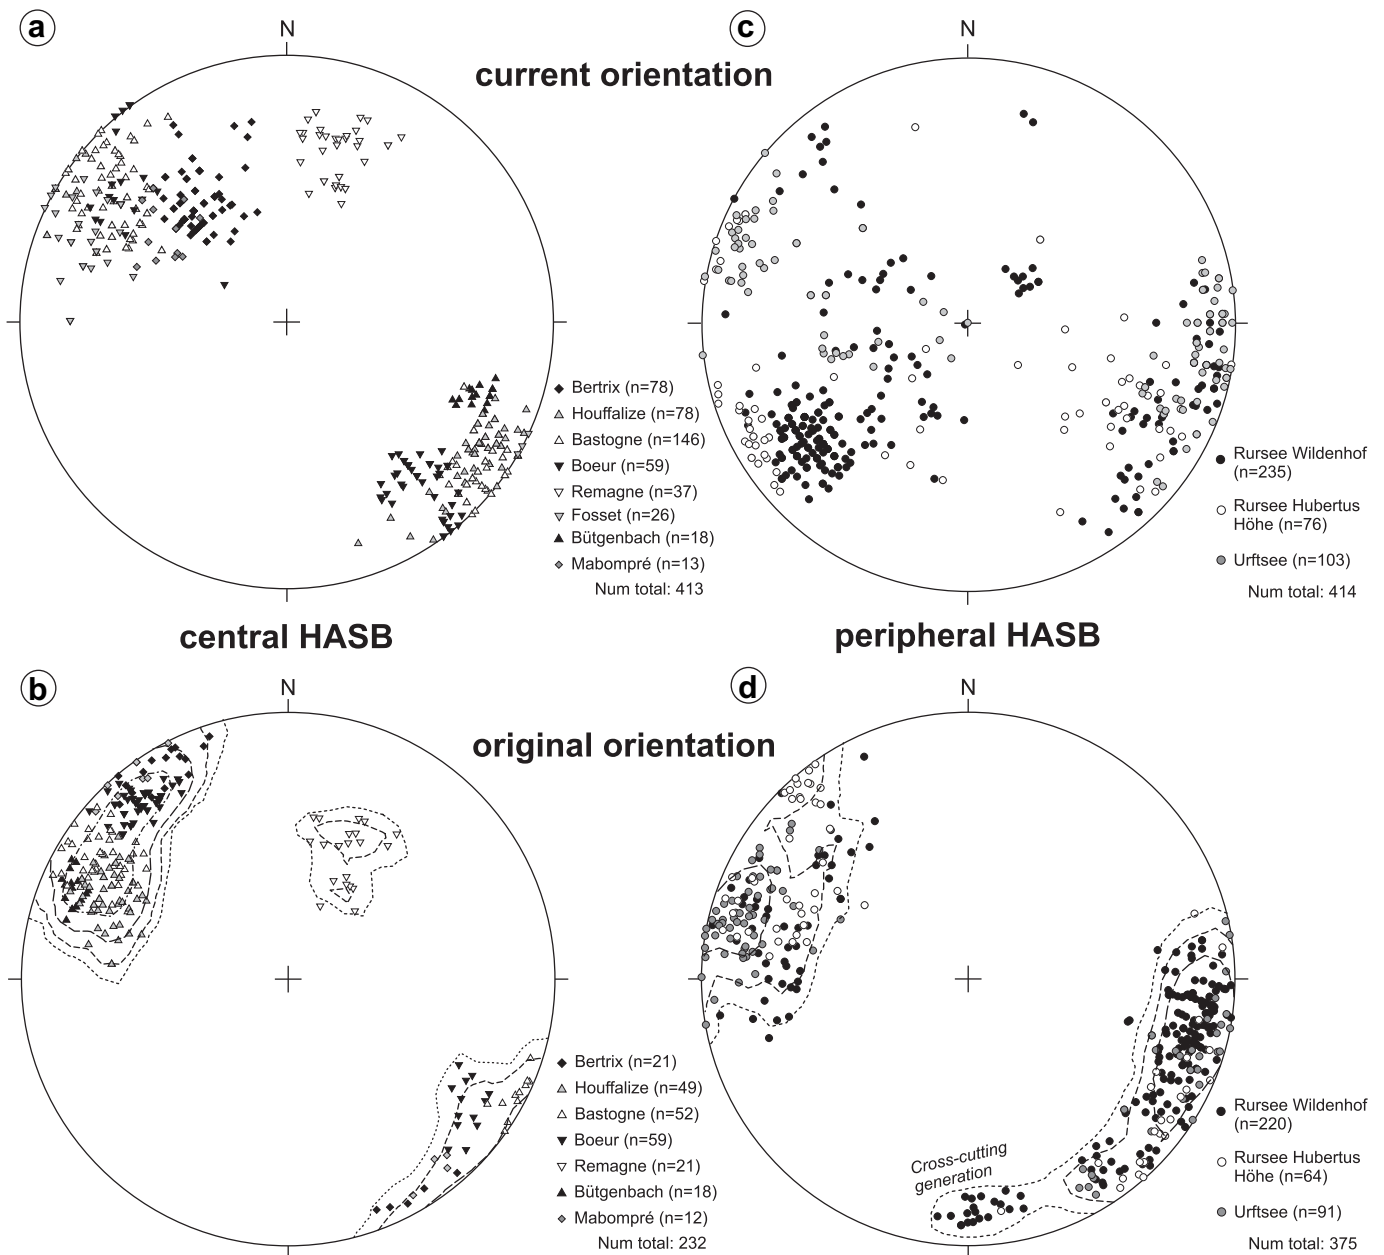 a
N
current orientation
c
N
Bertrix (n=78)
Houffalize (n=78)
Bastogne (n=146)
Boeur (n=59)
Remagne (n=37)
Fosset (n=26)
Bütgenbach (n=18)
Mabompré (n=13)
Num total: 413
Rursee Wildenhof
(n=235)
Rursee Hubertus
Höhe (n=76)
Urftsee (n=103)
Num total: 414
central HASB
peripheral HASB
b
N
original orientation
d
N
Bertrix (n=21)
Houffalize (n=49)
Bastogne (n=52)
Boeur (n=59)
Remagne (n=21)
Bütgenbach (n=18)
Mabompré (n=12)
Num total: 232
Cross-cutting
generation
Rursee Wildenhof
(n=220)
Rursee Hubertus
Höhe (n=64)
Urftsee (n=91)
Num total: 375